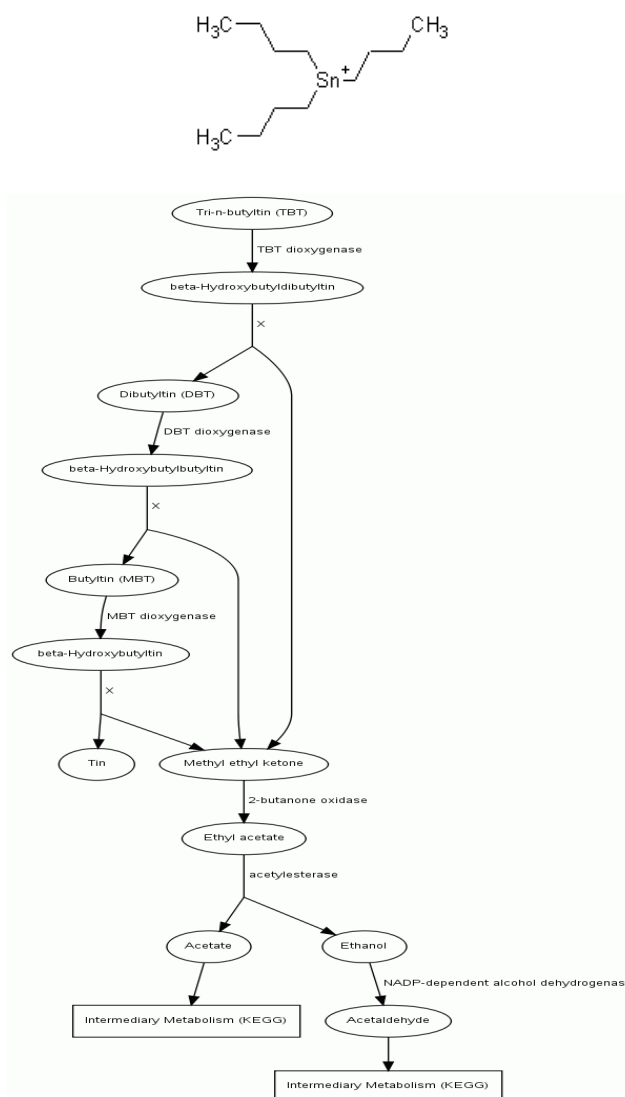 H₃C
CH₃
Sn⁺
H₃C
Tri-n-butyltin (TBT)
TBT dioxygenase
beta-Hydroxybutyldibutyltin
X
Dibutyltin (DBT)
DBT dioxygenase
beta-Hydroxybutylbutyltin
X
Butyltin (MBT)
MBT dioxygenase
beta-Hydroxybutyltin
X
Tin
Methyl ethyl ketone
2-butanone oxidase
Ethyl acetate
acetylesterase
Acetate
Ethanol
NADP-dependent alcohol dehydrogenas
Intermediary Metabolism (KEGG)
Acetaldehyde
Intermediary Metabolism (KEGG)